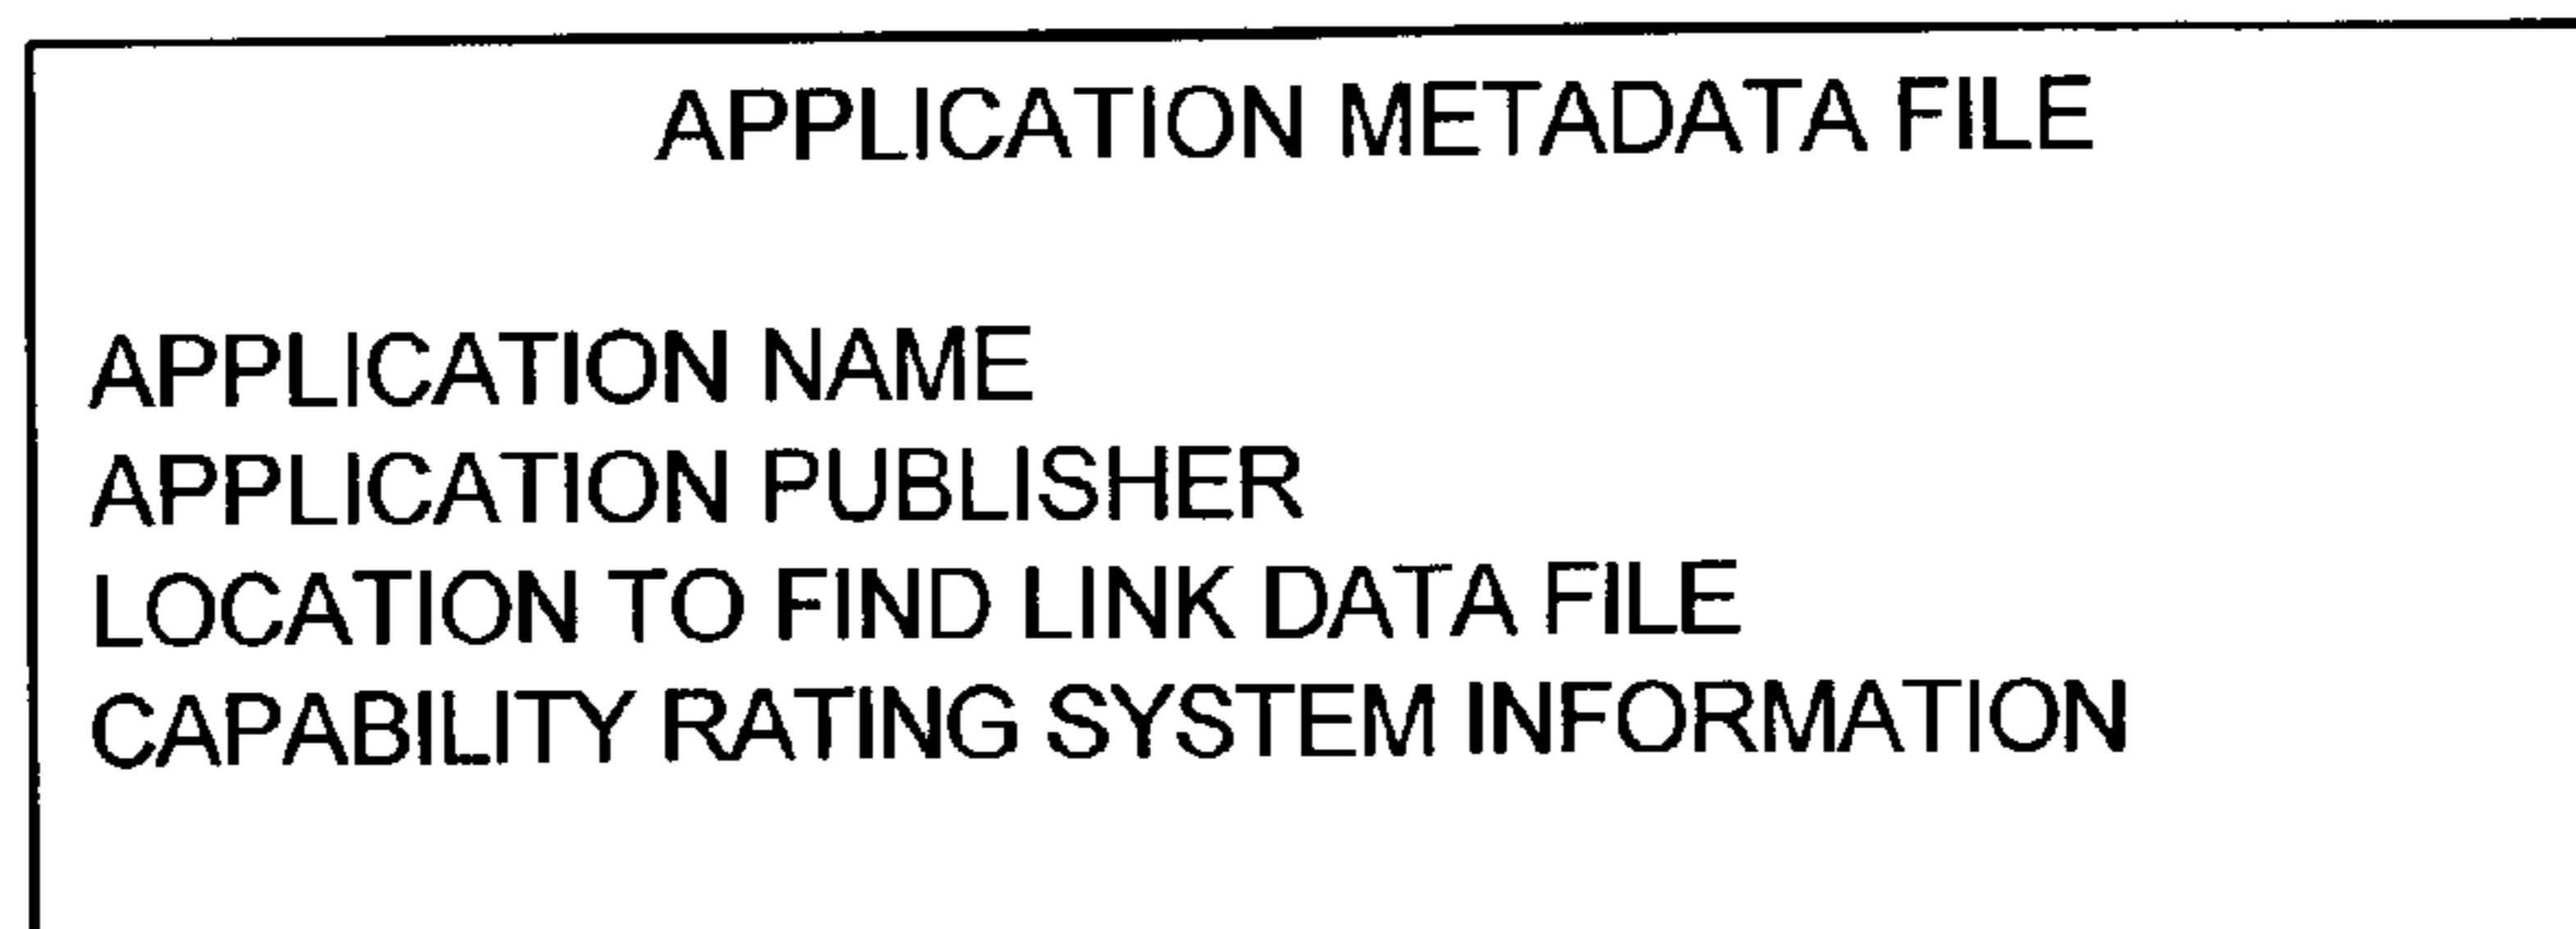 APPLICATION METADATA FILE
APPLICATION NAME
APPLICATION PUBLISHER
LOCATION TO FIND LINK DATA FILE
CAPABILITY RATING SYSTEM INFORMATION